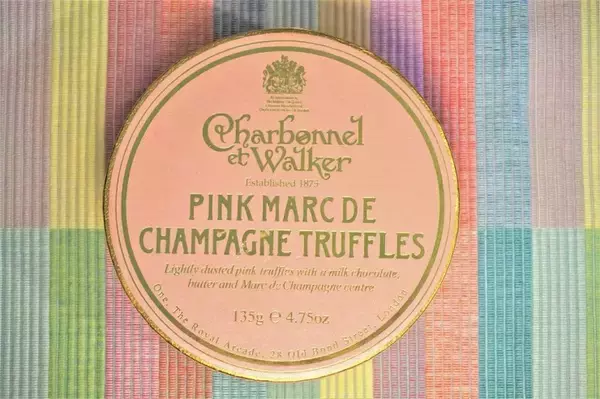 Charbonnel
et Walker
Established 1875
PINK MARC DE
CHAMPAGNE TRUFFLES
Lightly dusted pink truffles with a milk chocolate,
butter and Marc de Champagne centre
135g ℮ 4.75oz
One, The Royal Arcade, 28 Old Bond Street, London